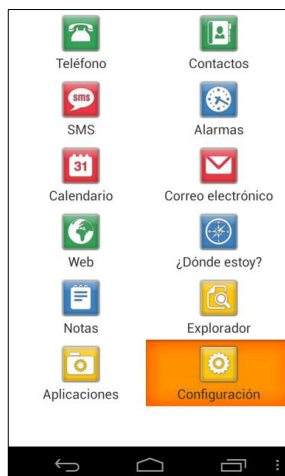 Teléfono Contactos
sms
SMS Alarmas
31
Calendario Correo electrónico
Web ¿Dónde estoy?
Notas Explorador
Aplicaciones Configuración